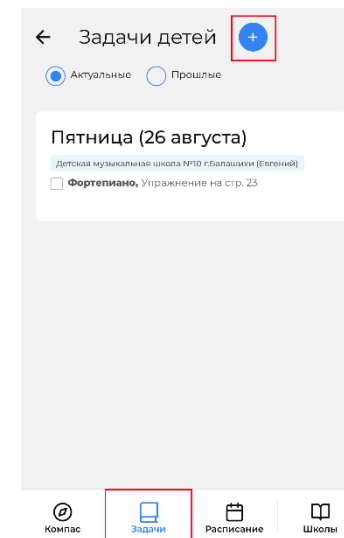 Задачи детей
Актуальные Прошлые
Пятница (26 августа)
Детская музыкальная школа №10 г.Балашихи (Евгений)
Фортепиано, Упражнение на стр. 23
Компас Задачи Расписание Школы